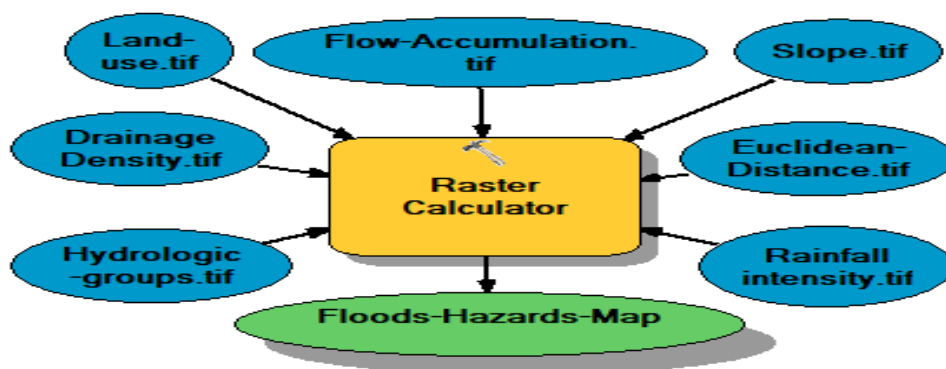 Land-
use.tif
Flow-Accumulation.
tif
Slope.tif
Drainage
Density.tif
Euclidean-
Distance.tif
Raster
Calculator
Hydrologic
-groups.tif
Rainfall
intensity.tif
Floods-Hazards-Map